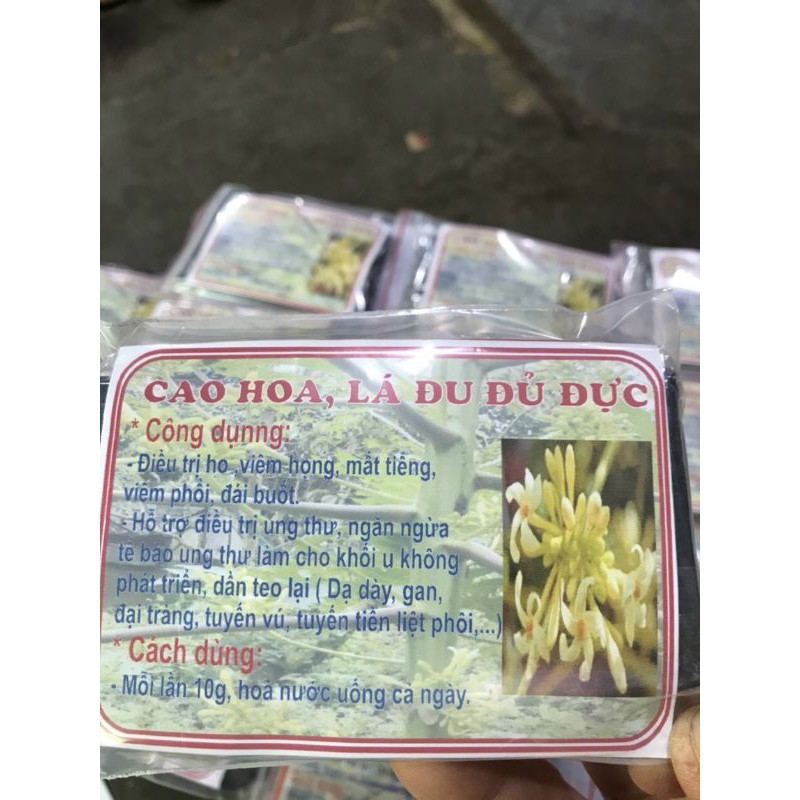 CAO HOA, LÁ ĐU ĐỦ ĐỰC
* Công dụnng:
- Điều trị ho ,viêm họng, mất tiếng,
viêm phổi, đái buốt.
- Hỗ trợ điều trị ung thư, ngăn ngừa
tế bào ung thư làm cho khối u không
phát triển, dần teo lại ( Dạ dày, gan,
đại tràng, tuyến vú, tuyến tiền liệt phổi,...)
* Cách dùng:
- Mỗi lần 10g, hoà nước uống cả ngày.